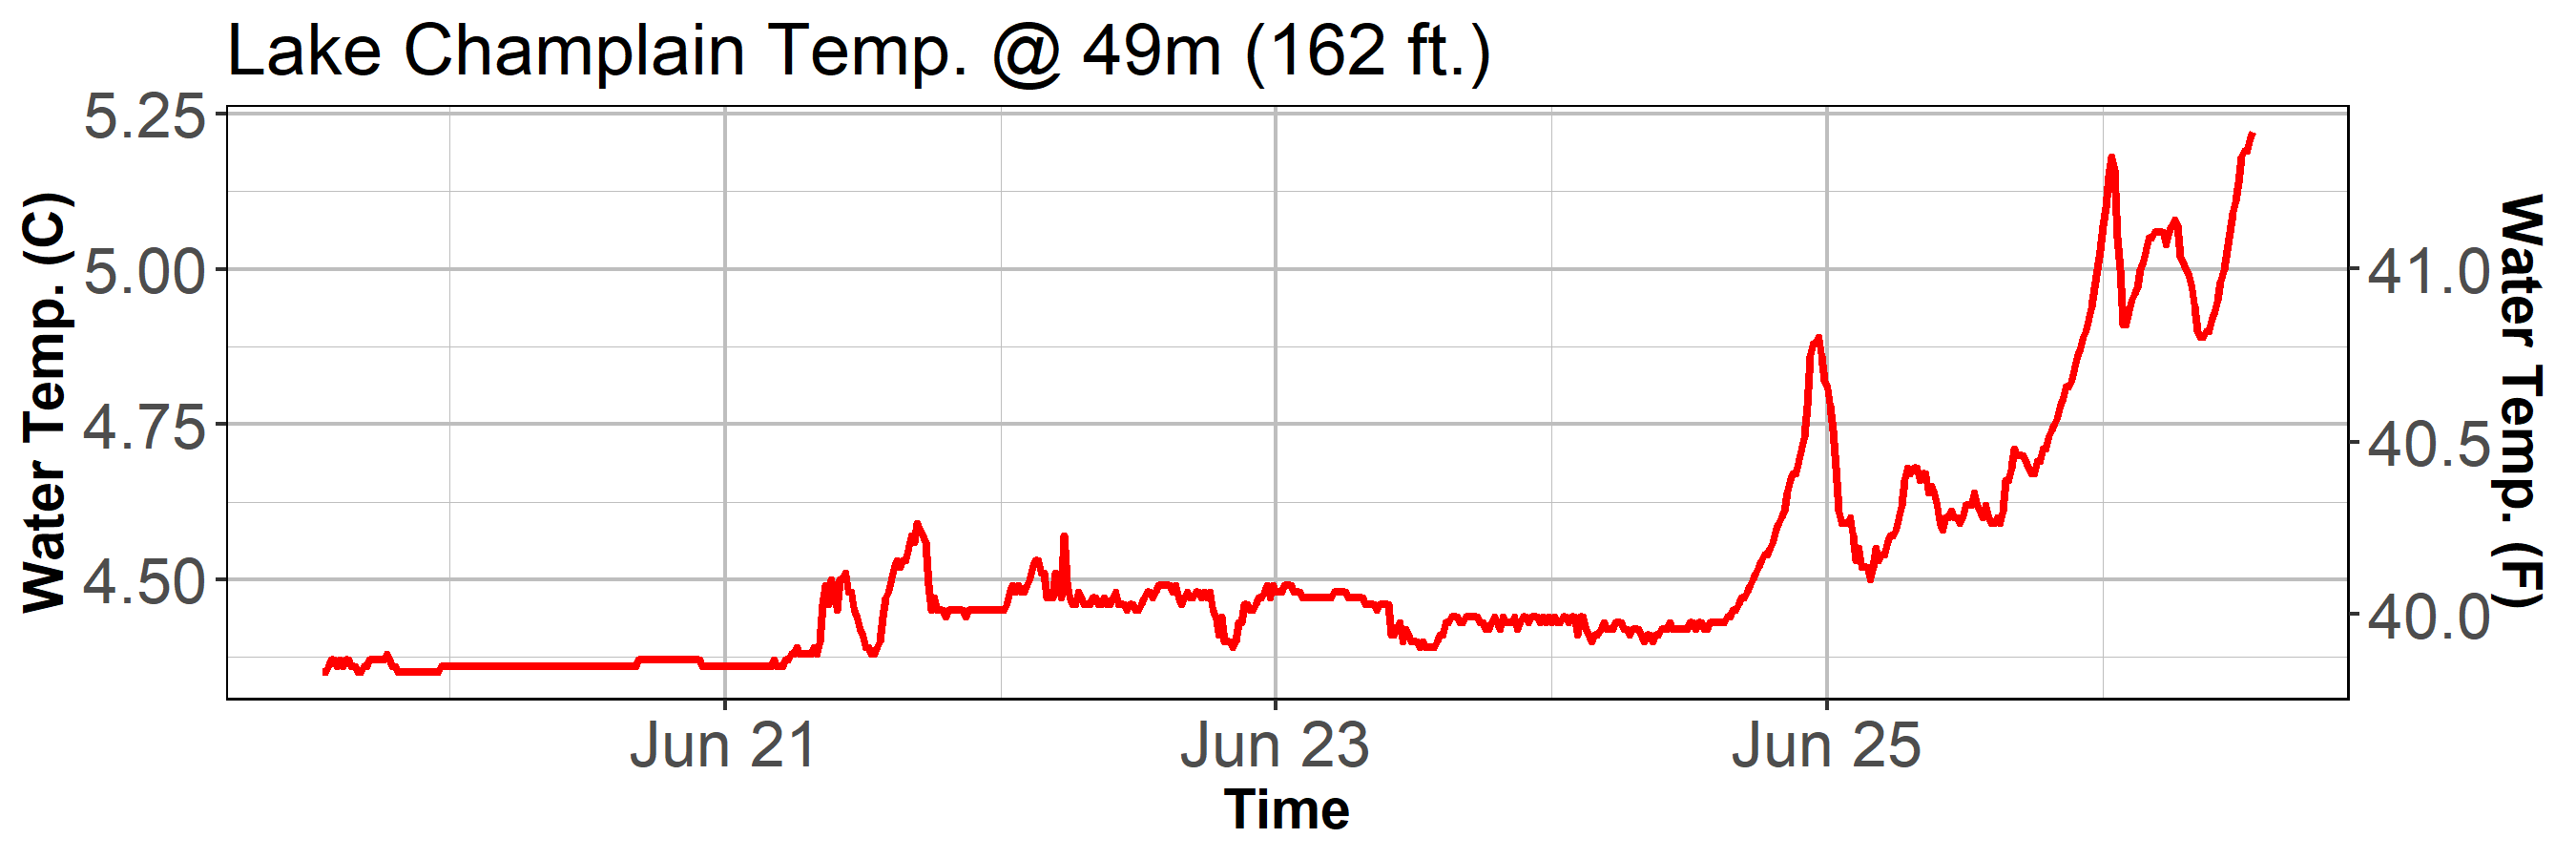 Lake Champlain Temp. @ 49m (162 ft.)
Water Temp. (C)
5.25
5.00
4.75
4.50
41.0
40.5
40.0
Water Temp. (F)
Jun 21
Jun 23
Jun 25
Time